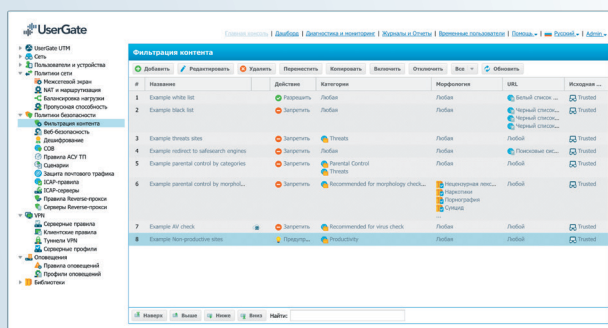 UserGate
Главная консоль | Дашборд | Диагностика и мониторинг | Журналы и Отчеты | Временные пользователи | Помощь | Русский | Admin
UserGate UTM
Сеть
Пользователи и устройства
Политики сети
Межсетевой экран
NAT и маршрутизация
Балансировка нагрузки
Пропускная способность
Политики безопасности
Фильтрация контента
Веб-безопасность
Дешифрование
СОВ
Правила АСУ ТП
Сценарии
Защита почтового трафика
ICAP-правила
ICAP-серверы
Правила Reverse-прокси
Серверы Reverse-прокси
VPN
Серверные правила
Клиентские правила
Туннели VPN
Серверные профили
Оповещения
Правила оповещений
Профили оповещений
Библиотеки
Фильтрация контента
Добавить Редактировать Удалить Переместить Копировать Включить Отключить Все Обновить
# Название Действие Категория Морфология URL Исходная ...
1 Example white list Разрешить Любая Любая Белый список ... Trusted
2 Example black list Запретить Любая Любая Черный список... Trusted
Черный список...
Черный список...
3 Example threats sites Запретить Threats Любая Любой Trusted
4 Example redirect to safesearch engines Запретить Любая Любая Поисковые сис... Trusted
5 Example parental control by categories Запретить Parental Control Любая Любой Trusted
Threats
6 Example parental control by morphol... Запретить Recommended for morphology check... Нецензурная лекс... Любой Trusted
Наркотики
Порнография
Суицид
...
7 Example AV check Запретить Recommended for virus check Любая Любой Trusted
8 Example Non-productive sites Предупр... Productivity Любая Любой Trusted
Наверх Выше Ниже Вниз Найти: